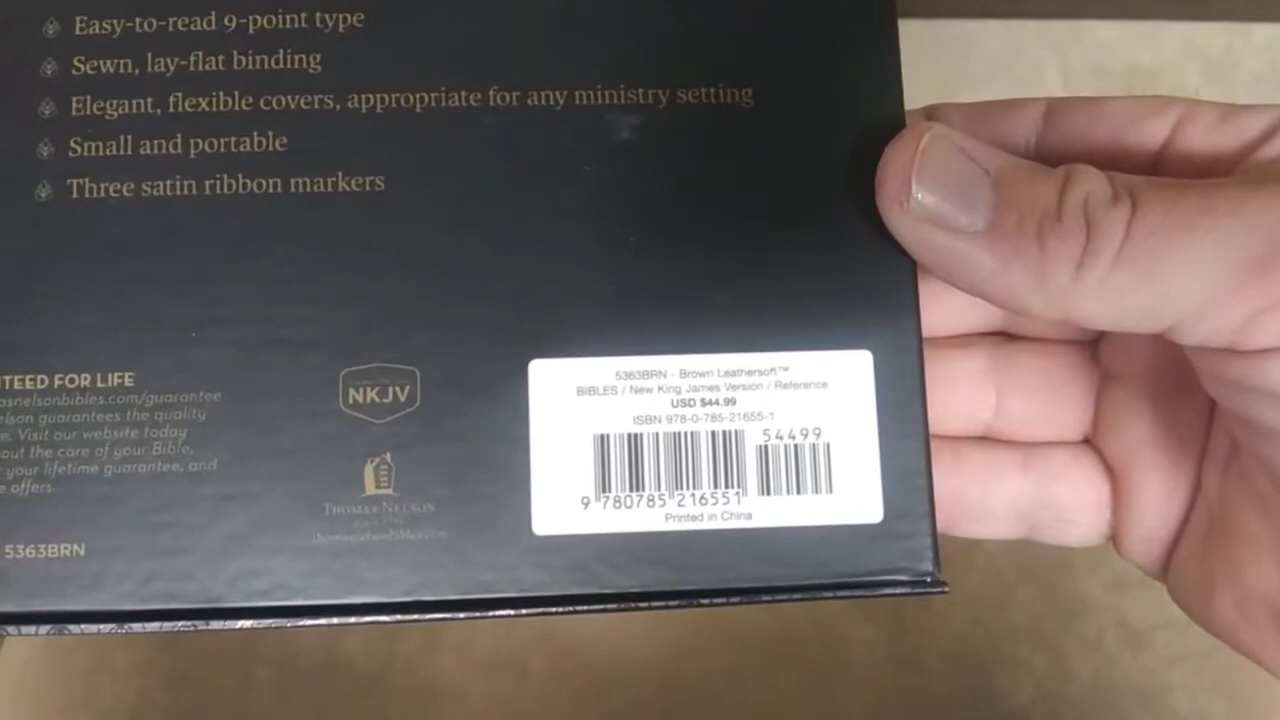 Easy-to-read 9-point type
Sewn, lay-flat binding
Elegant, flexible covers, appropriate for any ministry setting
Small and portable
Three satin ribbon markers
TEED FOR LIFE
asnelsonbibles.com/guarantee
elson guarantees the quality
e. Visit our website today
out the care of your Bible,
your lifetime guarantee, and
e offers.
5363BRN
NKJV
THOMAS NELSON
thomasnelsonbibles.com
5363BRN - Brown Leathersoft™
BIBLES / New King James Version / Reference
USD $44.99
ISBN 978-0-785-21655-1
54499
9 780785 216551
Printed in China